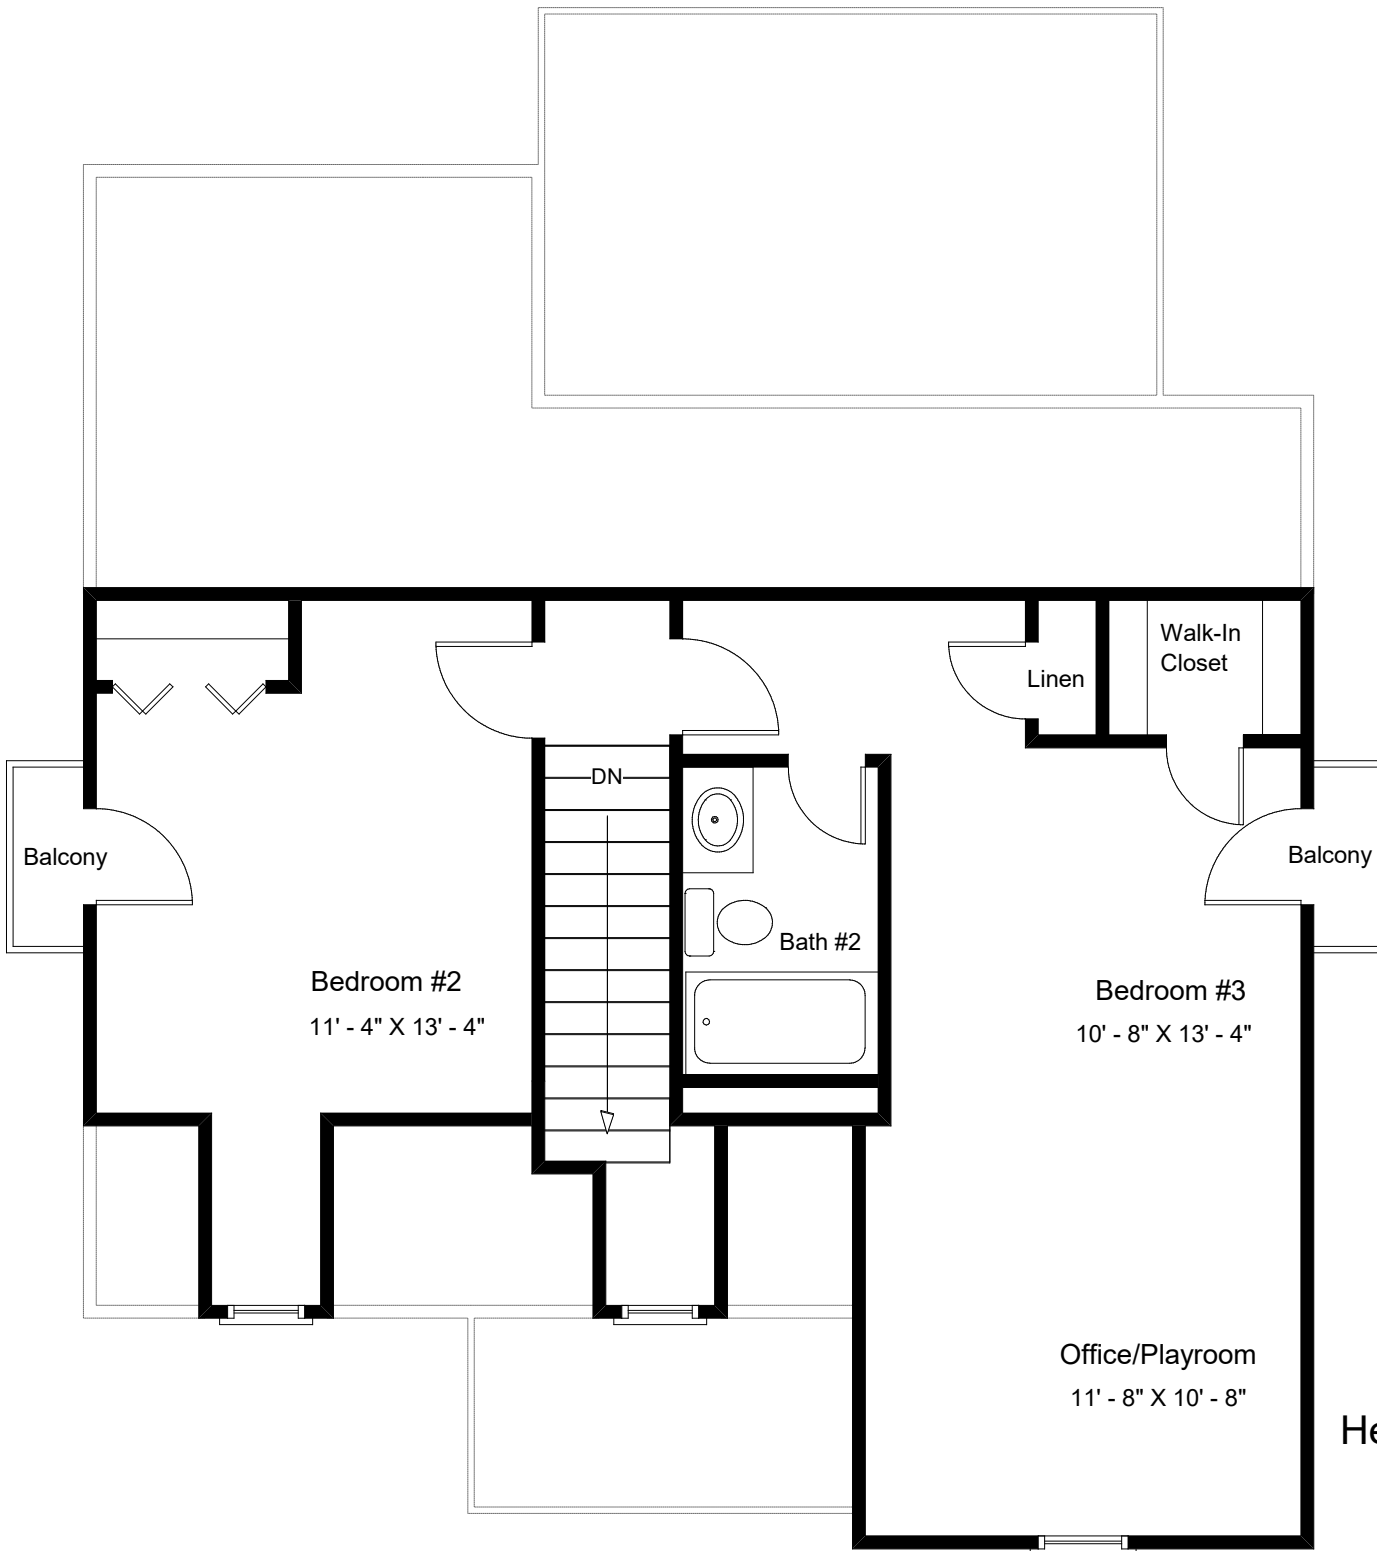 Walk-In
Closet
Linen
DN
Balcony
Balcony
Bath #2
Bedroom #2
11' - 4" X 13' - 4"
Bedroom #3
10' - 8" X 13' - 4"
Office/Playroom
11' - 8" X 10' - 8"